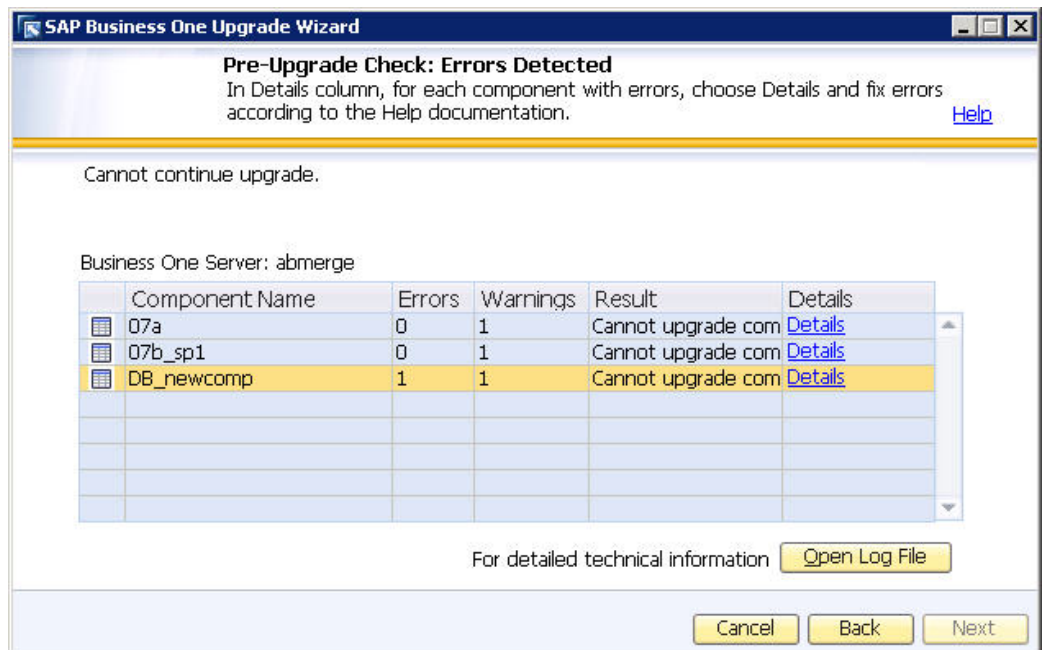 SAP Business One Upgrade Wizard
Pre-Upgrade Check: Errors Detected
In Details column, for each component with errors, choose Details and fix errors
according to the Help documentation.
Help
Cannot continue upgrade.
Business One Server: abmerge
Component Name Errors Warnings Result Details
07a 0 1 Cannot upgrade com Details
07b_sp1 0 1 Cannot upgrade com Details
DB_newcomp 1 1 Cannot upgrade com Details
For detailed technical information Open Log File
Cancel Back Next